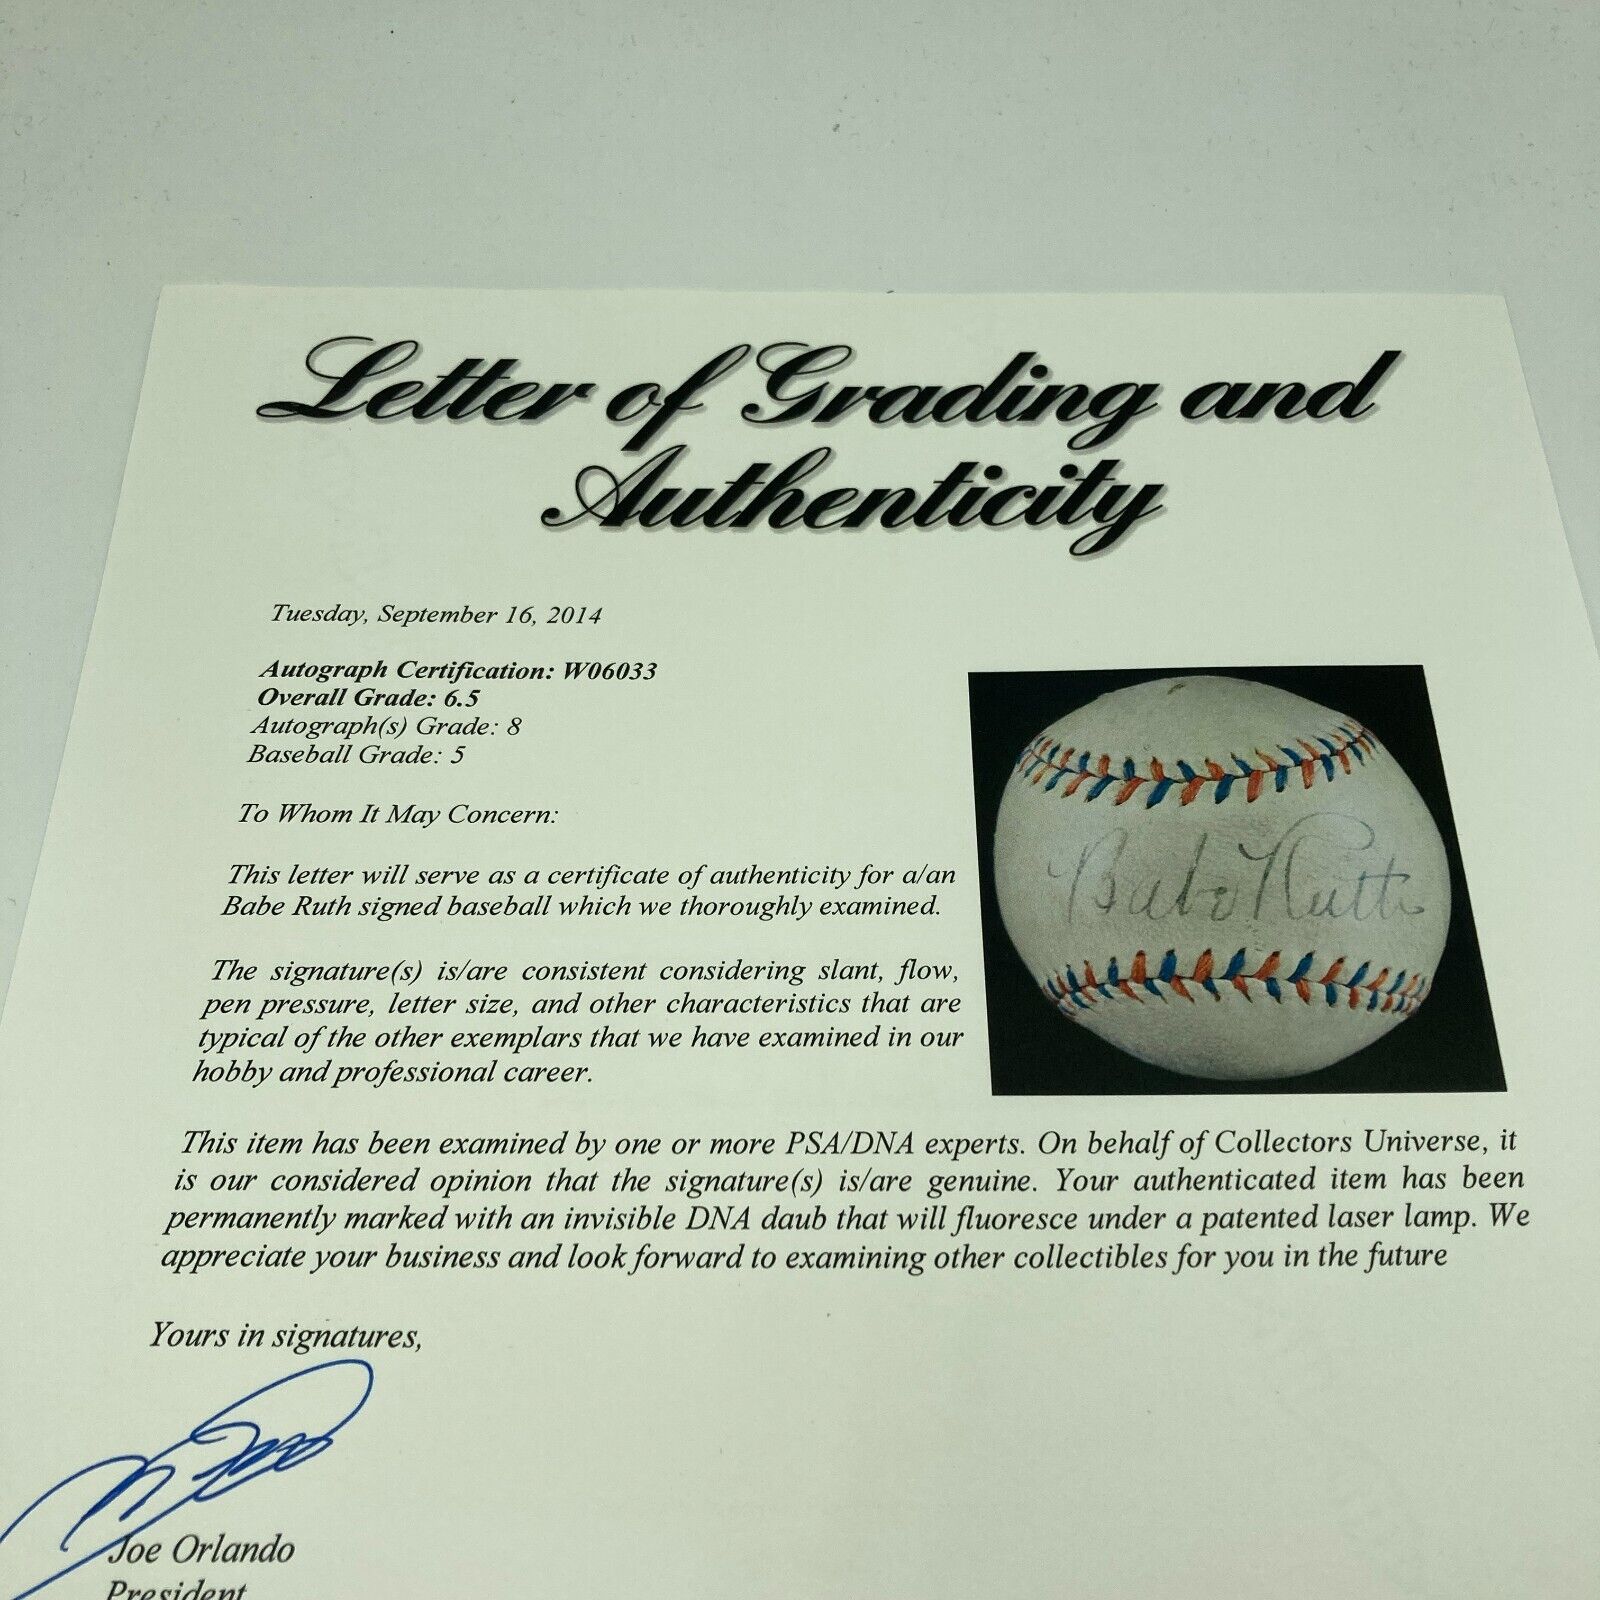 Letter of Grading and
Authenticity
Tuesday, September 16, 2014
Autograph Certification: W06033
Overall Grade: 6.5
Autograph(s) Grade: 8
Baseball Grade: 5
To Whom It May Concern:
This letter will serve as a certificate of authenticity for a/an
Babe Ruth signed baseball which we thoroughly examined.
The signature(s) is/are consistent considering slant, flow,
pen pressure, letter size, and other characteristics that are
typical of the other exemplars that we have examined in our
hobby and professional career.
Babe Ruth
This item has been examined by one or more PSA/DNA experts. On behalf of Collectors Universe, it
is our considered opinion that the signature(s) is/are genuine. Your authenticated item has been
permanently marked with an invisible DNA daub that will fluoresce under a patented laser lamp. We
appreciate your business and look forward to examining other collectibles for you in the future
Yours in signatures,
Joe Orlando
President